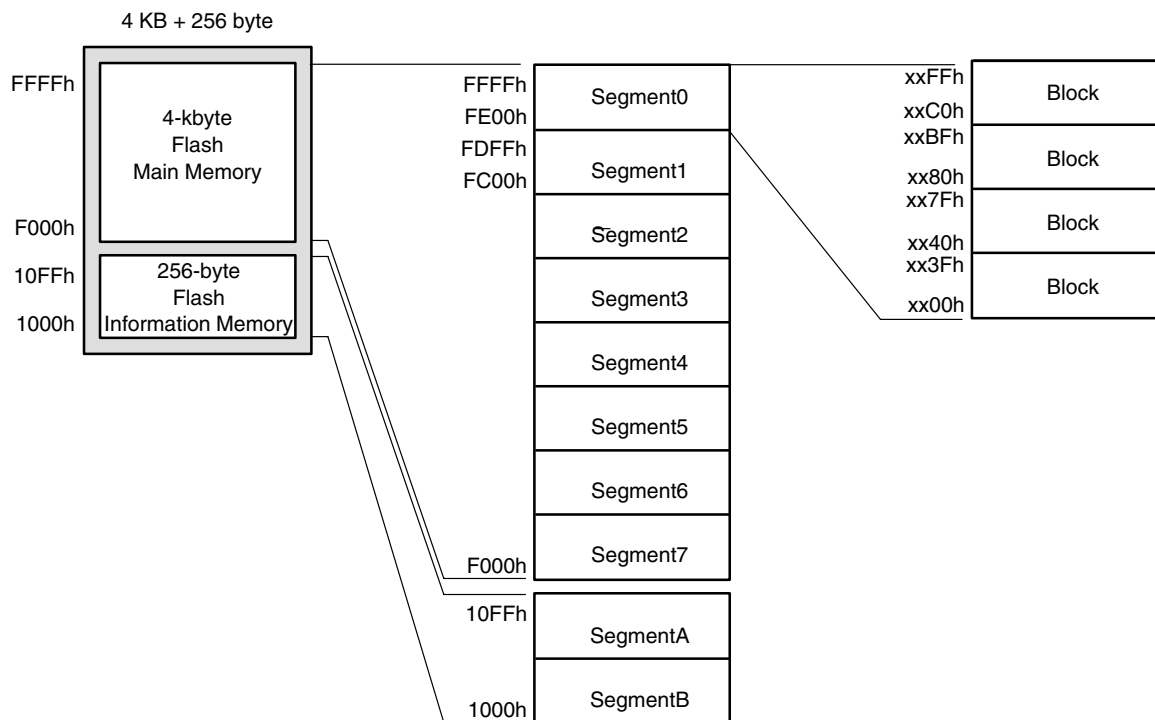 4 KB + 256 byte
FFFFh
4-kbyte
Flash
Main Memory
F000h
10FFh
256-byte
Flash
Information Memory
1000h
FFFFh
Segment0
FE00h
FDFFh
Segment1
FC00h
Segment2
Segment3
Segment4
Segment5
Segment6
Segment7
F000h
10FFh
SegmentA
SegmentB
1000h
xxFFh
Block
xxC0h
xxBFh
Block
xx80h
xx7Fh
Block
xx40h
xx3Fh
Block
xx00h